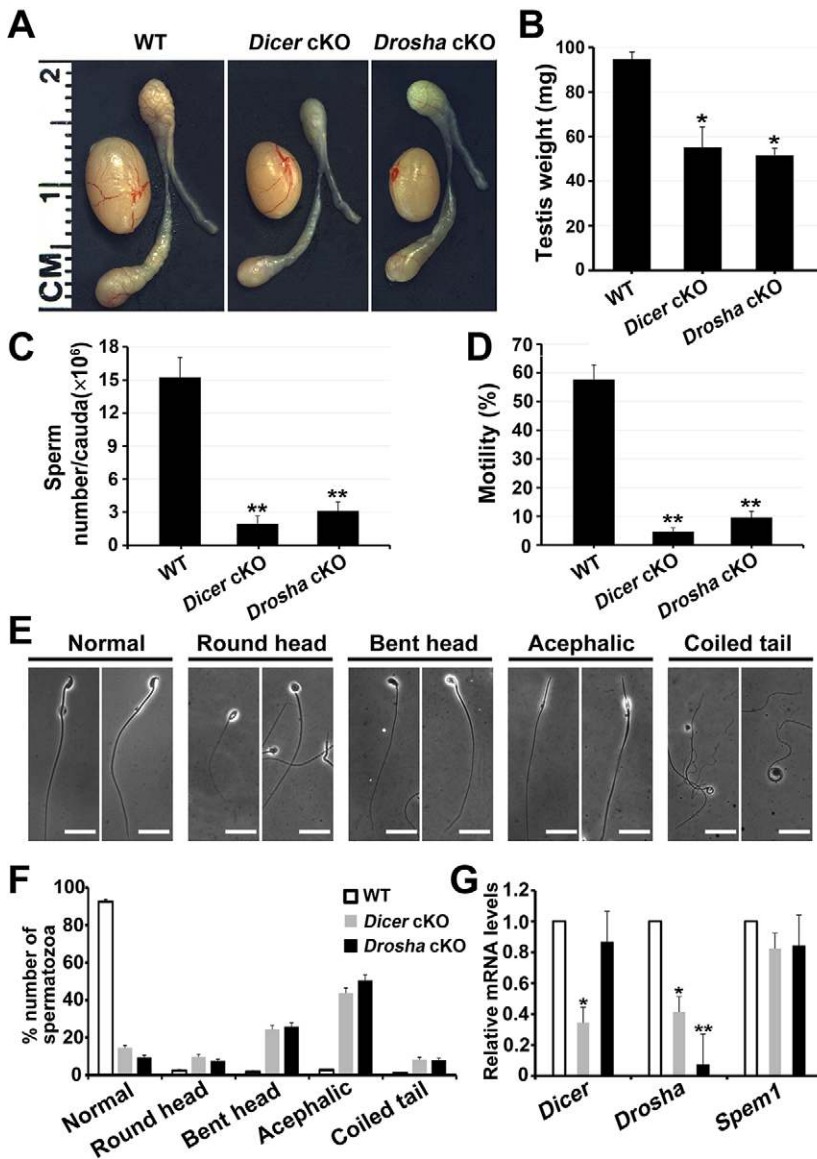 A
WT
Dicer cKO
Drosha cKO
2
1
CM
B
Testis weight (mg)
100
80
60
40
20
0
*
*
WT
Dicer cKO
Drosha cKO
C
Sperm
number/cauda(×10⁶)
18
15
12
9
6
3
0
**
**
WT
Dicer cKO
Drosha cKO
D
Motility (%)
70
60
50
40
30
20
10
0
**
**
WT
Dicer cKO
Drosha cKO
E
Normal
Round head
Bent head
Acephalic
Coiled tail
F
% number of
spermatozoa
100
80
60
40
20
0
WT
Dicer cKO
Drosha cKO
Normal
Round head
Bent head
Acephalic
Coiled tail
G
Relative mRNA levels
1.2
1.0
0.8
0.6
0.4
0.2
0
*
*
**
Dicer
Drosha
Spem1